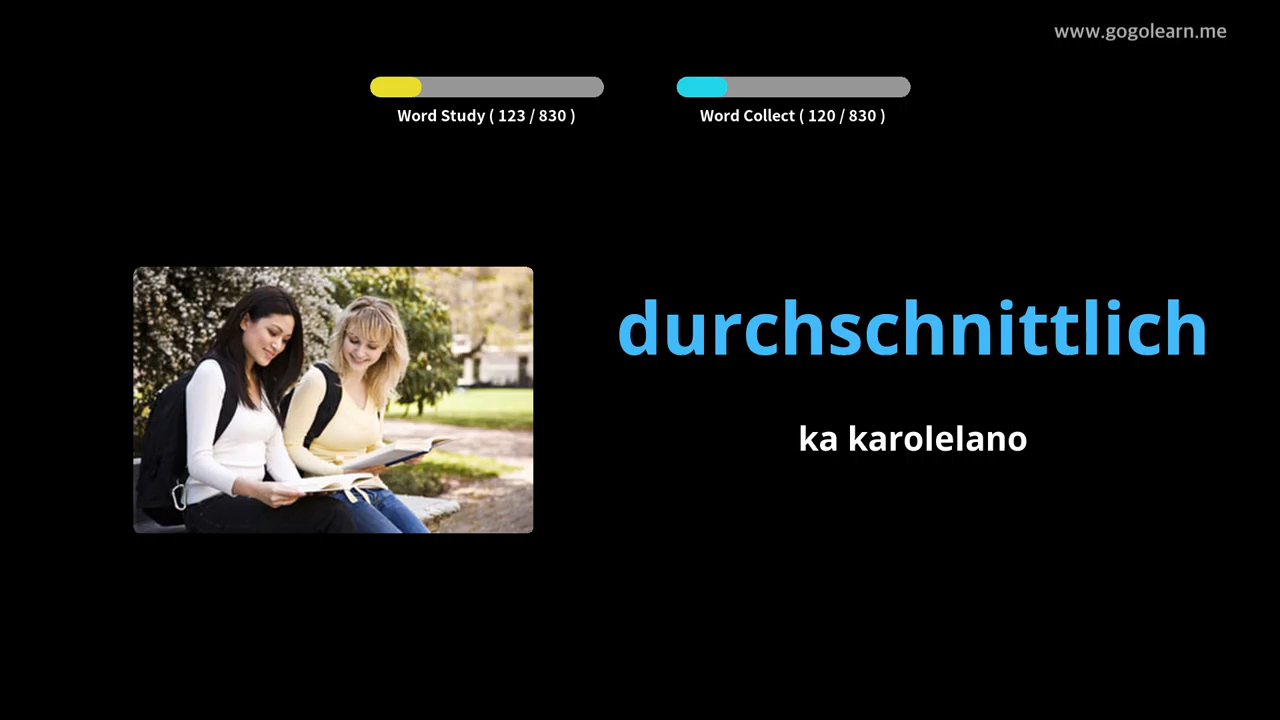 www.gogolearn.me
Word Study ( 123 / 830 )
Word Collect ( 120 / 830 )
durchschnittlich
ka karolelano